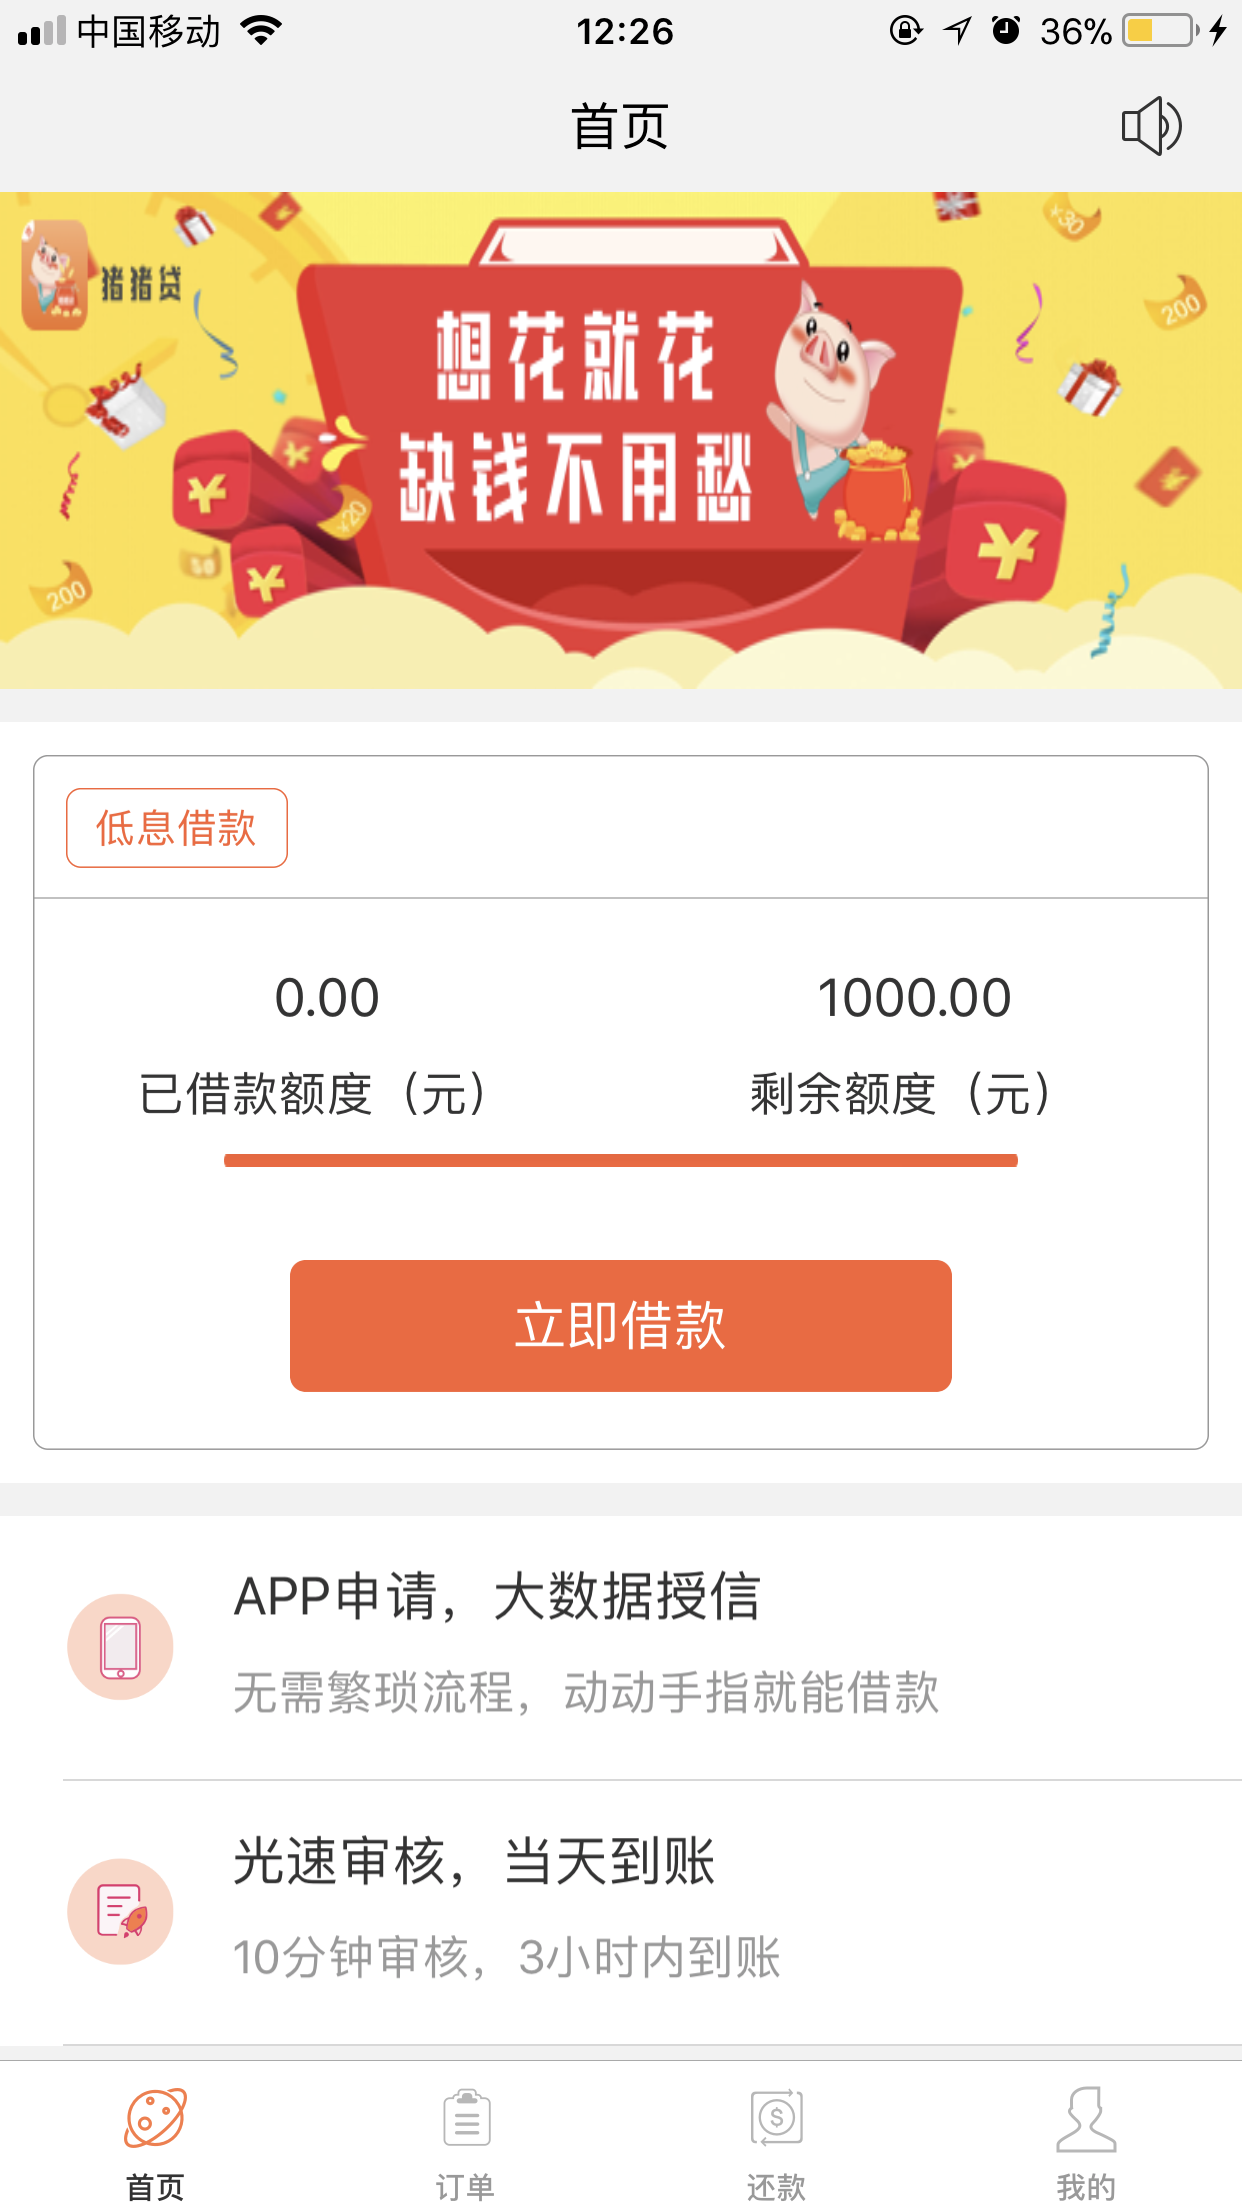 中国移动 12:26 36%
首页
猪猪贷
想花就花
缺钱不用愁
200
x30
x20
50
200
低息借款
0.00 1000.00
已借款额度（元） 剩余额度（元）
立即借款
APP申请，大数据授信
无需繁琐流程，动动手指就能借款
光速审核，当天到账
10分钟审核，3小时内到账
首页 订单 还款 我的